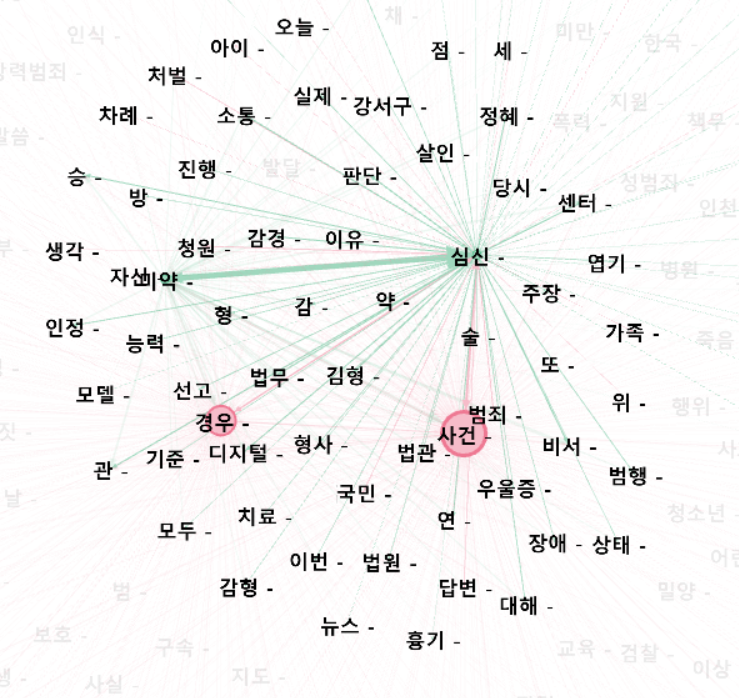 채 -
오늘 -
미만 -
인식 -
한국 -
아이 -
점 -
세 -
강력범죄 -
처벌 -
실제 -
강서구 -
지원 -
차례 -
소통 -
정혜 -
폭력 -
책무 -
말씀 -
살인 -
진행 -
발달 -
판단 -
승 -
방 -
당시 -
성범죄 -
센터 -
인천
생각 -
청원 -
감경 -
이유 -
심신 -
엽기 -
병원 -
자신
미약 -
주장 -
형 -
감 -
약 -
인정 -
능력 -
술 -
가족 -
죽음
또 -
모델 -
선고 -
법무 -
김형 -
위 -
행위 -
경우 -
범죄 -
사건 -
관 -
기준 -
디지털 -
형사 -
법관 -
비서 -
국민 -
우울증 -
범행 -
날 -
모두 -
치료 -
연 -
청소년 -
장애 -
상태 -
이번 -
법원 -
감형 -
답변 -
대해 -
범 -
밀양 -
뉴스 -
흉기 -
보호 -
구속 -
교육 -
검찰 -
이상
사실 -
지도 -